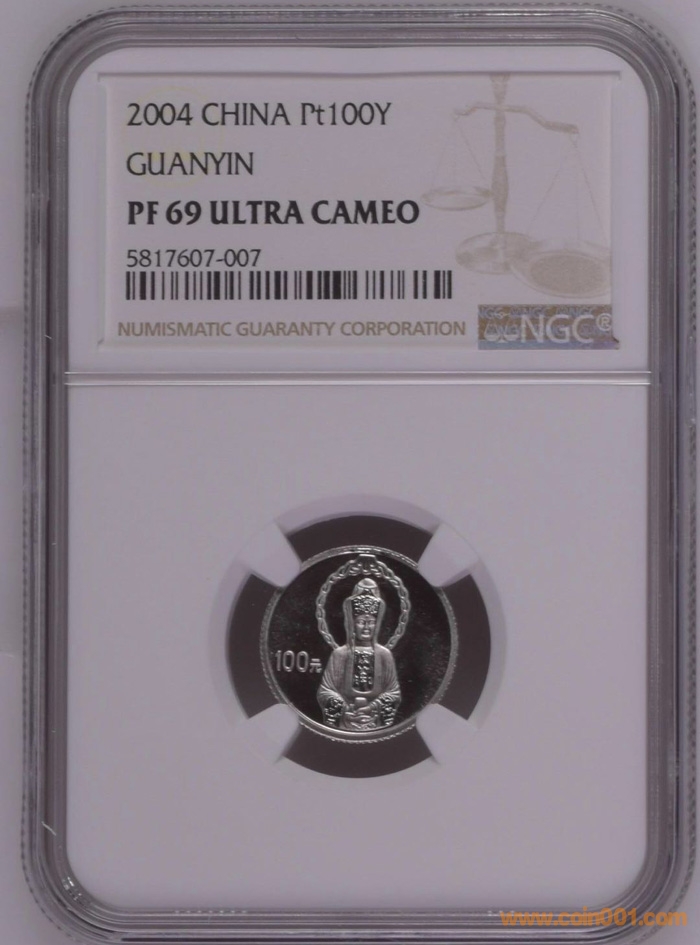 2004 CHINA Pt100Y
GUANYIN
PF 69 ULTRA CAMEO
5817607-007
NUMISMATIC GUARANTY CORPORATION
NGC®
100元
www.coin001.com